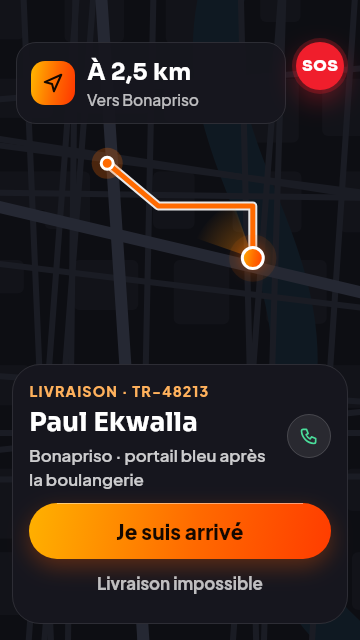 À 2,5 km
Vers Bonapriso
SOS
LIVRAISON · TR-48213
Paul Ekwalla
Bonapriso · portail bleu après
la boulangerie
Je suis arrivé
Livraison impossible